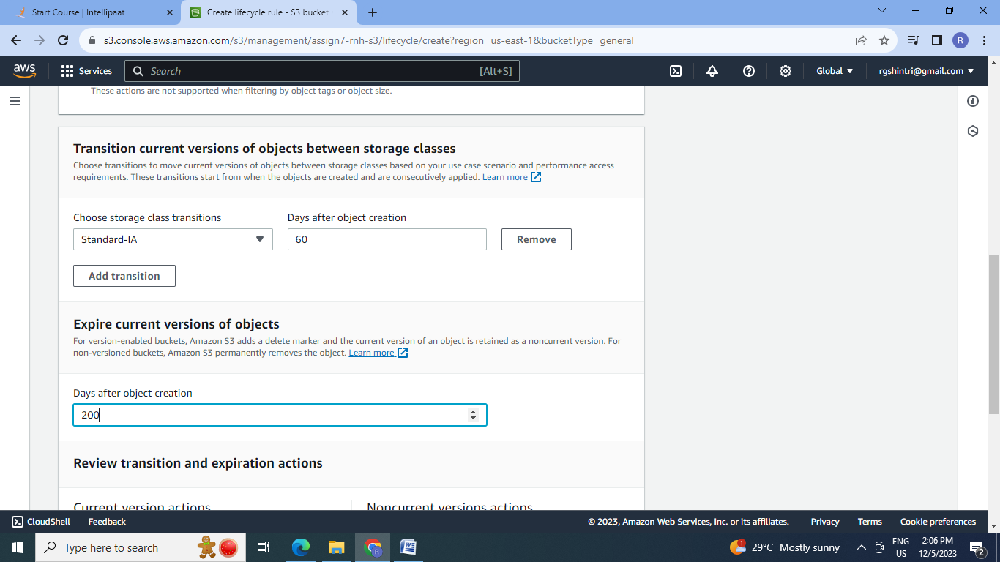 Start Course | Intellipaat
Create lifecycle rule - S3 bucket
s3.console.aws.amazon.com/s3/management/assign7-rnh-s3/lifecycle/create?region=us-east-1&bucketType=general
R
aws
Services
Search
[Alt+S]
Global
rgshintri@gmail.com
These actions are not supported when filtering by object tags or object size.
Transition current versions of objects between storage classes
Choose transitions to move current versions of objects between storage classes based on your use case scenario and performance access
requirements. These transitions start from when the objects are created and are consecutively applied. Learn more
Choose storage class transitions
Days after object creation
Standard-IA
60
Remove
Add transition
Expire current versions of objects
For version-enabled buckets, Amazon S3 adds a delete marker and the current version of an object is retained as a noncurrent version. For
non-versioned buckets, Amazon S3 permanently removes the object. Learn more
Days after object creation
200
Review transition and expiration actions
Current version actions
Noncurrent versions actions
CloudShell
Feedback
© 2023, Amazon Web Services, Inc. or its affiliates.
Privacy
Terms
Cookie preferences
Type here to search
1
29°C Mostly sunny
ENG
US
2:06 PM
12/5/2023
2